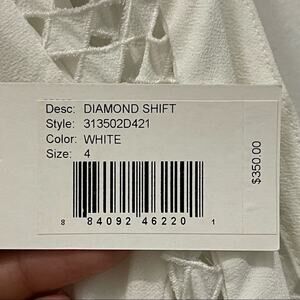 Desc: DIAMOND SHIFT
Style: 313502D421
Color: WHITE
Size: 4
$350.00
8 84092 46220 1